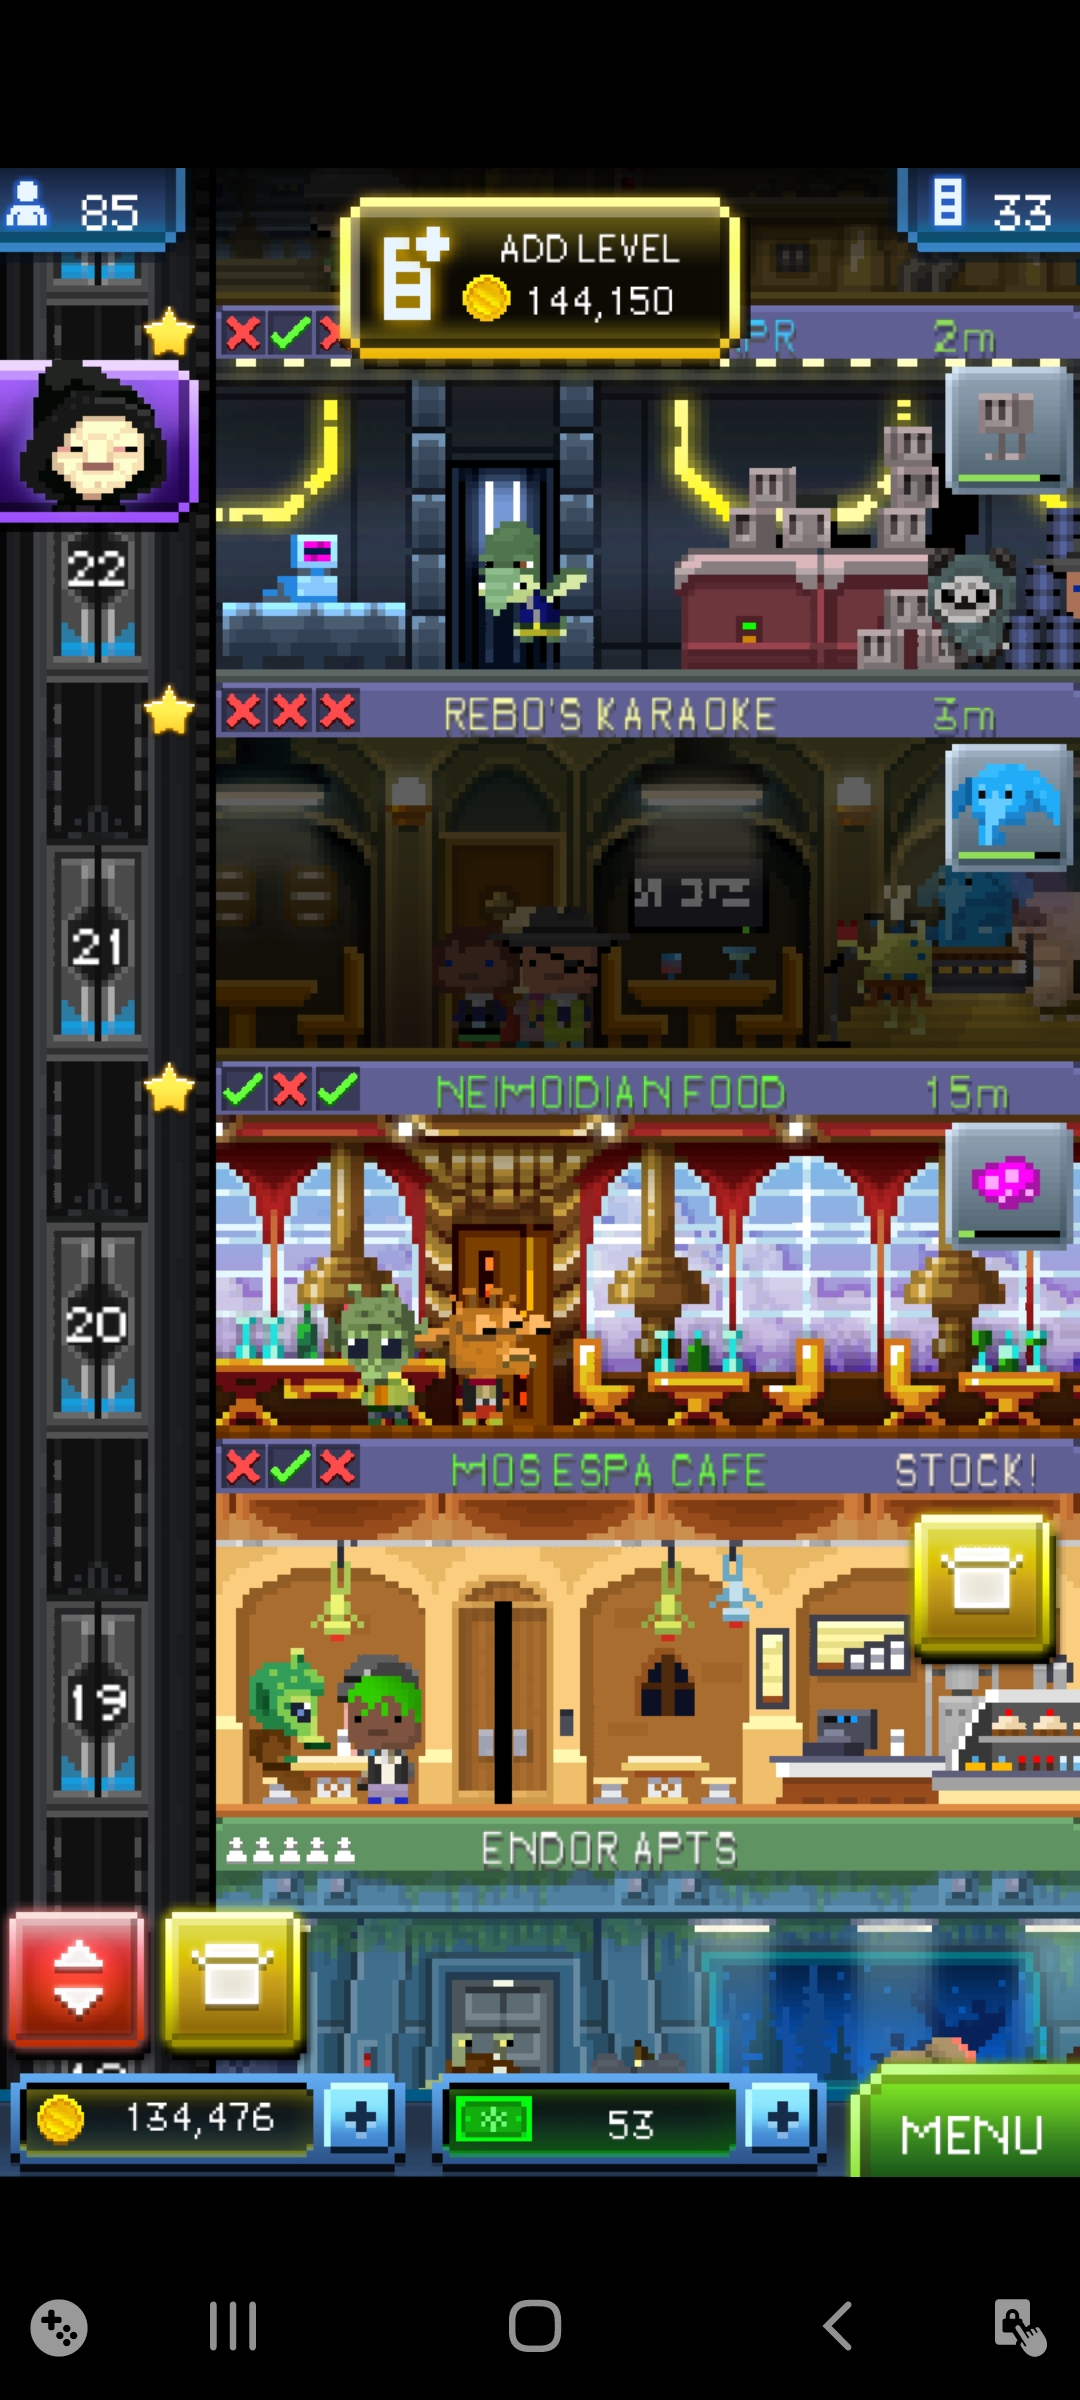 85
ADD LEVEL
144,150
33
PR
2m
22
REBO'S KARAOKE
3m
21
NEIMOIDIAN FOOD
15m
20
MOS ESPA CAFE
STOCK!
19
ENDOR APTS
134,476
53
MENU